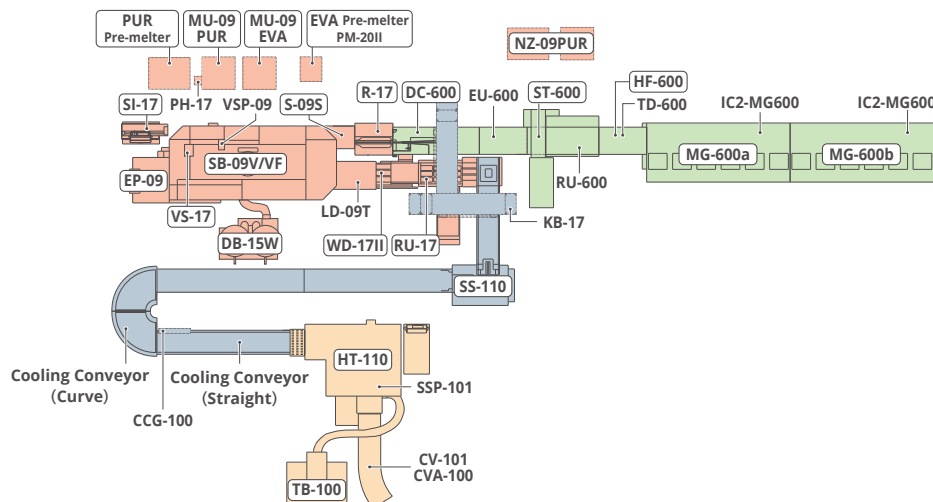 PUR
Pre-melter
MU-09
PUR
MU-09
EVA
EVA Pre-melter
PM-20II
NZ-09PUR
SI-17
PH-17
VSP-09
S-09S
R-17
DC-600
EU-600
ST-600
HF-600
TD-600
IC2-MG600
IC2-MG600
EP-09
SB-09V/VF
MG-600a
MG-600b
RU-600
VS-17
LD-09T
KB-17
DB-15W
WD-17II
RU-17
SS-110
Cooling Conveyor
(Curve)
Cooling Conveyor
(Straight)
HT-110
SSP-101
CCG-100
CV-101
CVA-100
TB-100